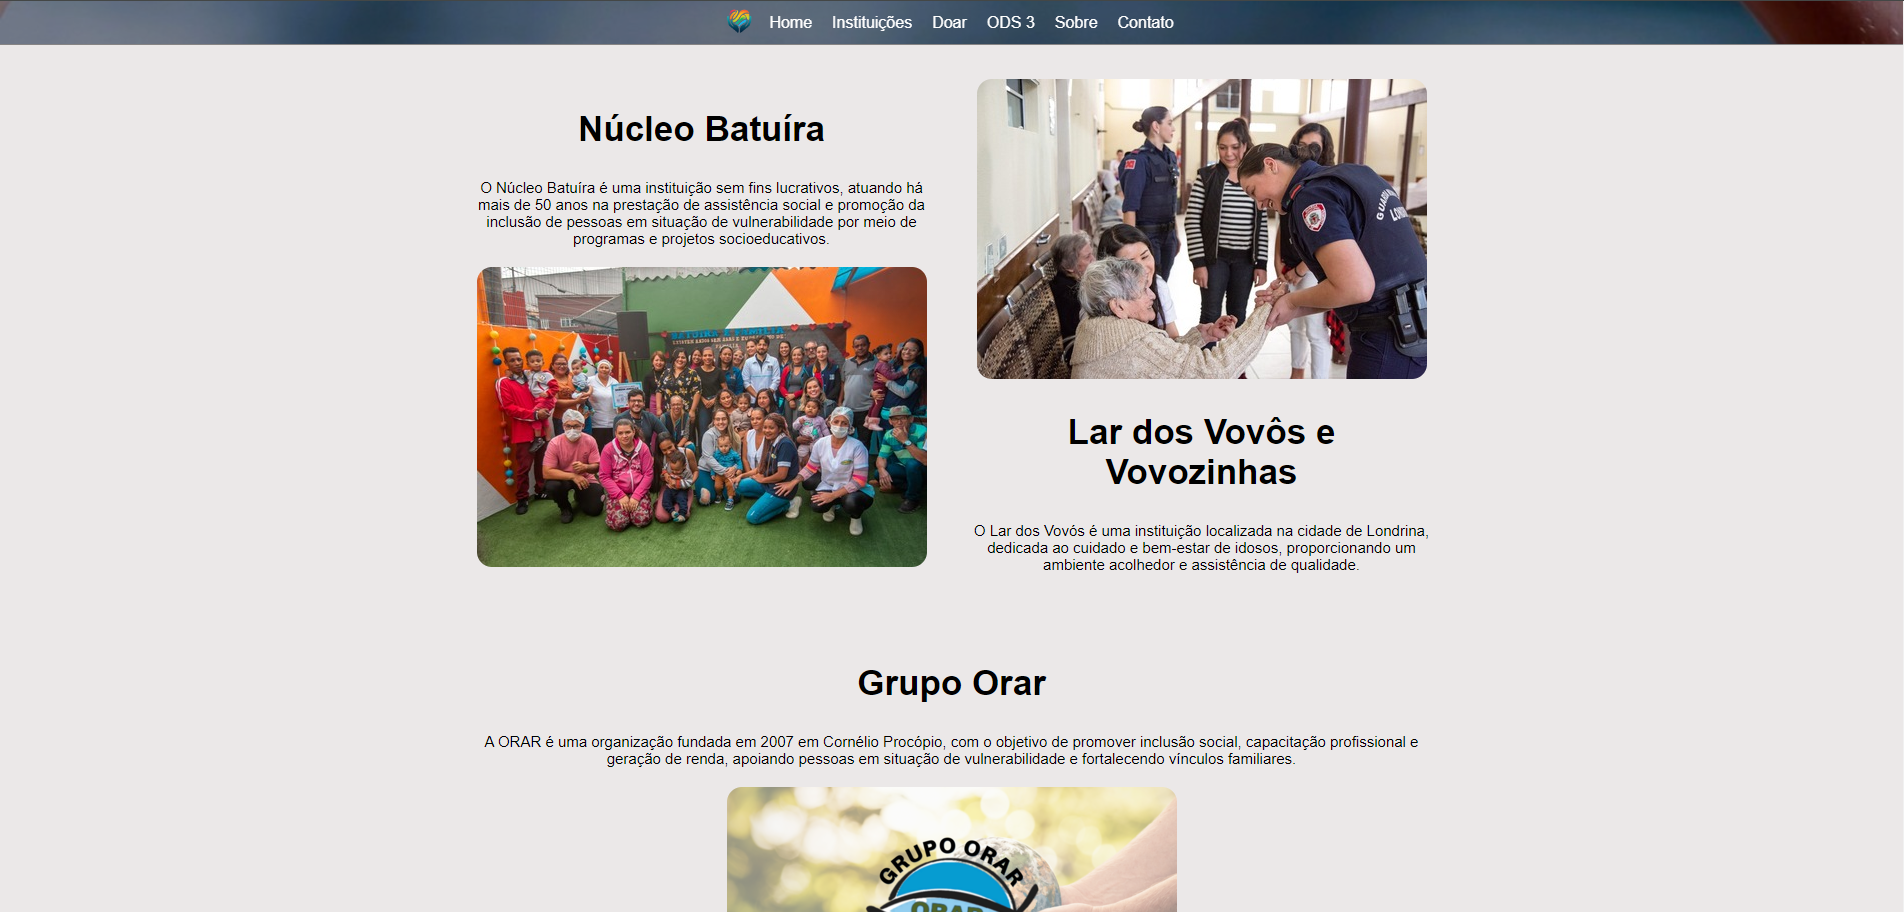 Home Instituições Doar ODS 3 Sobre Contato
Núcleo Batuíra
O Núcleo Batuíra é uma instituição sem fins lucrativos, atuando há
mais de 50 anos na prestação de assistência social e promoção da
inclusão de pessoas em situação de vulnerabilidade por meio de
programas e projetos socioeducativos.
BATUÍRA
FAMÍLIA
GUARDA
LONDR
Lar dos Vovôs e
Vovozinhas
O Lar dos Vovós é uma instituição localizada na cidade de Londrina,
dedicada ao cuidado e bem-estar de idosos, proporcionando um
ambiente acolhedor e assistência de qualidade.
Grupo Orar
A ORAR é uma organização fundada em 2007 em Cornélio Procópio, com o objetivo de promover inclusão social, capacitação profissional e
geração de renda, apoiando pessoas em situação de vulnerabilidade e fortalecendo vínculos familiares.
GRUPO ORAR
ORAR